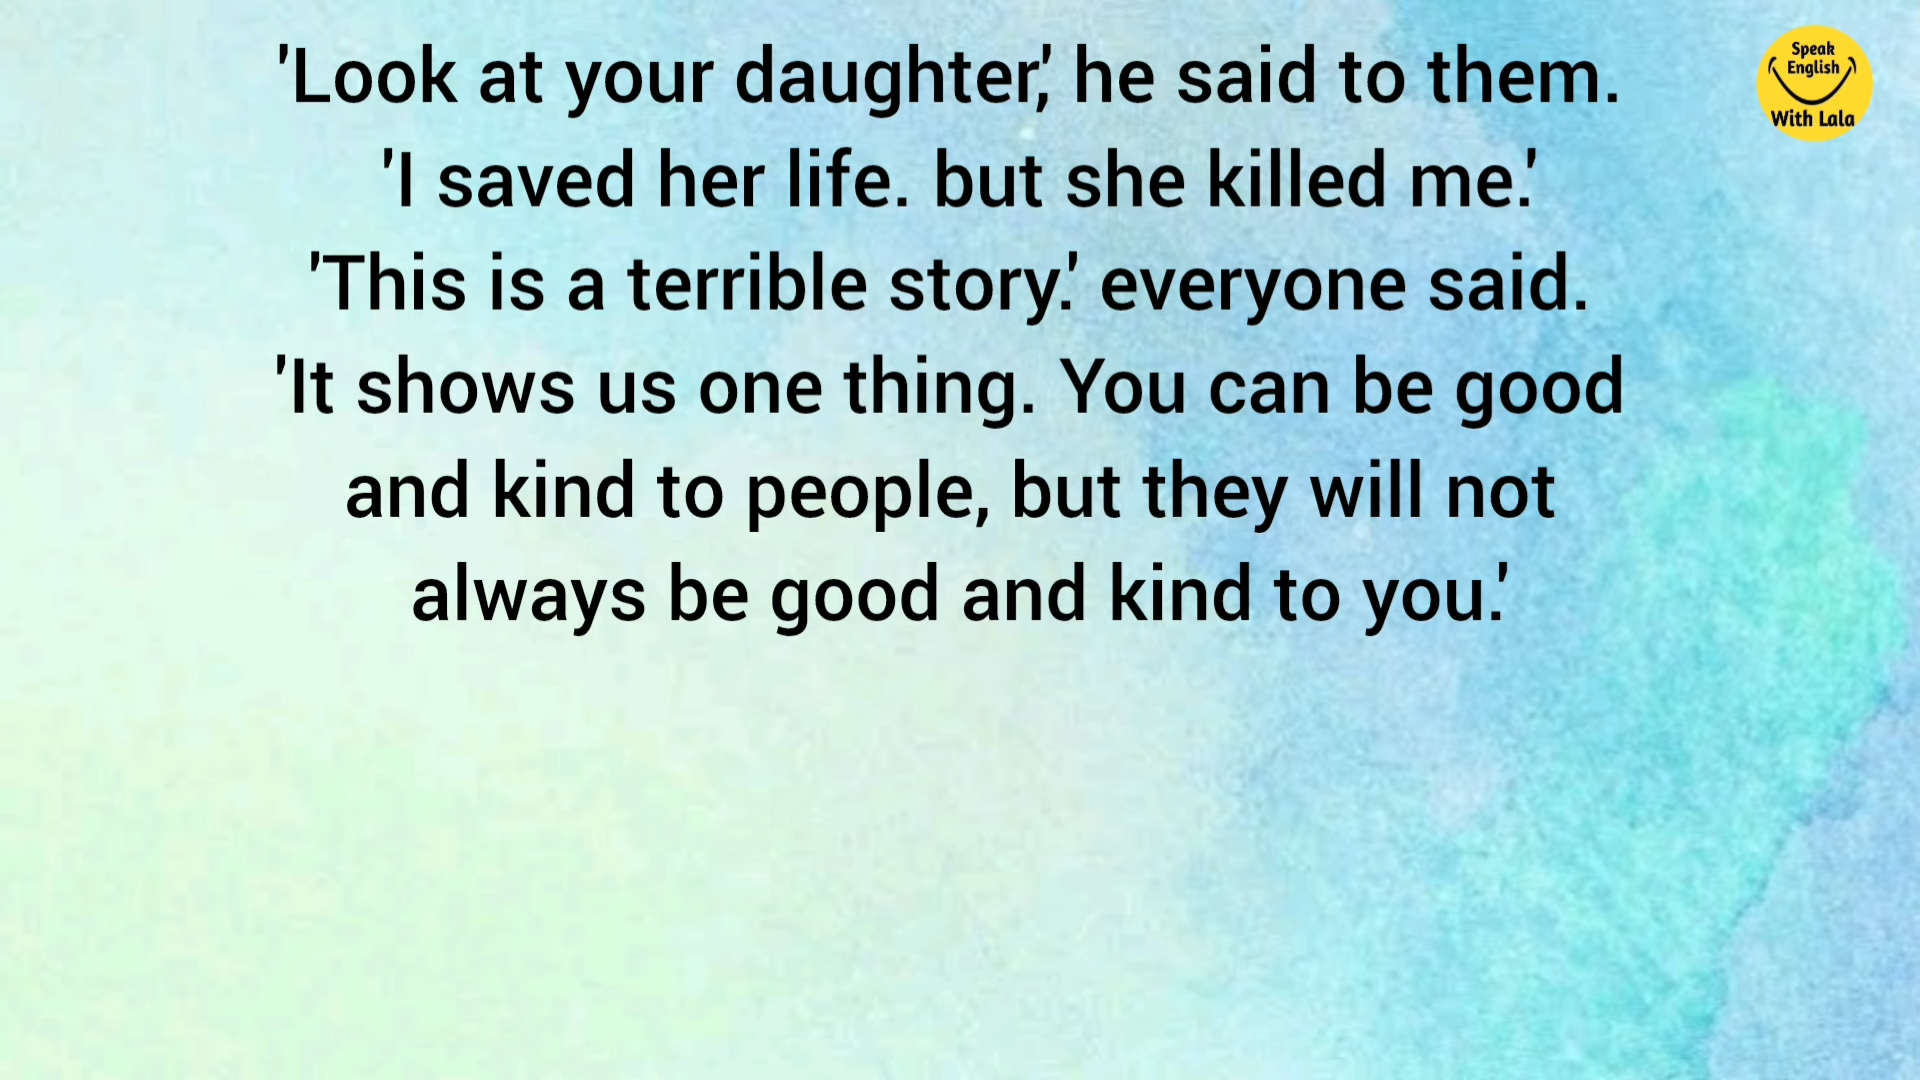 'Look at your daughter,' he said to them.
'I saved her life. but she killed me.'
'This is a terrible story.' everyone said.
'It shows us one thing. You can be good
and kind to people, but they will not
always be good and kind to you.'
Speak
English
With Lala